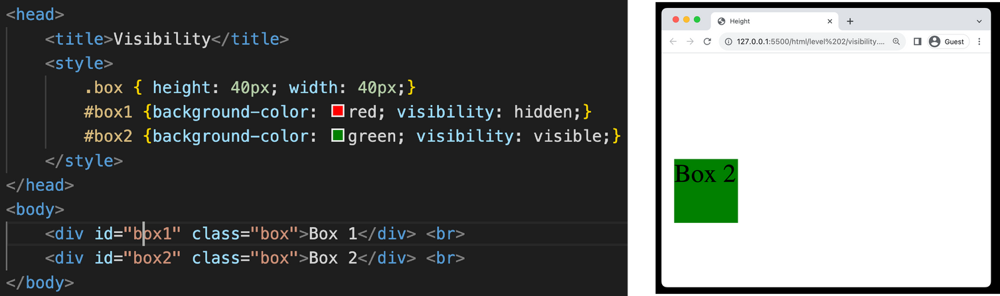 <head>
    <title>Visibility</title>
    <style>
        .box { height: 40px; width: 40px;}
        #box1 {background-color: red; visibility: hidden;}
        #box2 {background-color: green; visibility: visible;}
    </style>
</head>
<body>
    <div id="box1" class="box">Box 1</div> <br>
    <div id="box2" class="box">Box 2</div> <br>
</body>
Height
127.0.0.1:5500/html/level%202/visibility....
Guest
Box 2